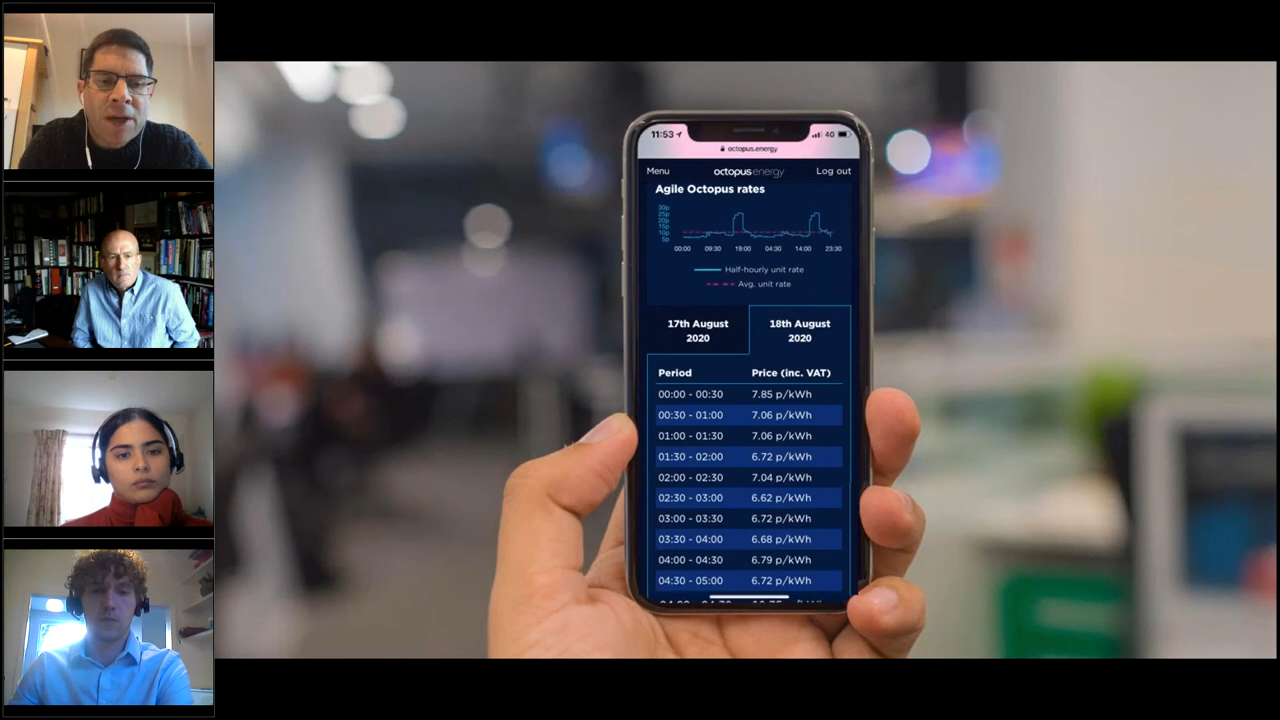 11:53
4G
octopus.energy
Menu
octopusenergy
Log out
Agile Octopus rates
30p
25p
20p
15p
10p
5p
00:00 09:30 19:00 04:30 14:00 23:30
Half-hourly unit rate
Avg. unit rate
17th August 2020
18th August 2020
Period Price (inc. VAT)
00:00 - 00:30 7.85 p/kWh
00:30 - 01:00 7.06 p/kWh
01:00 - 01:30 7.06 p/kWh
01:30 - 02:00 6.72 p/kWh
02:00 - 02:30 7.04 p/kWh
02:30 - 03:00 6.62 p/kWh
03:00 - 03:30 6.72 p/kWh
03:30 - 04:00 6.68 p/kWh
04:00 - 04:30 6.79 p/kWh
04:30 - 05:00 6.72 p/kWh